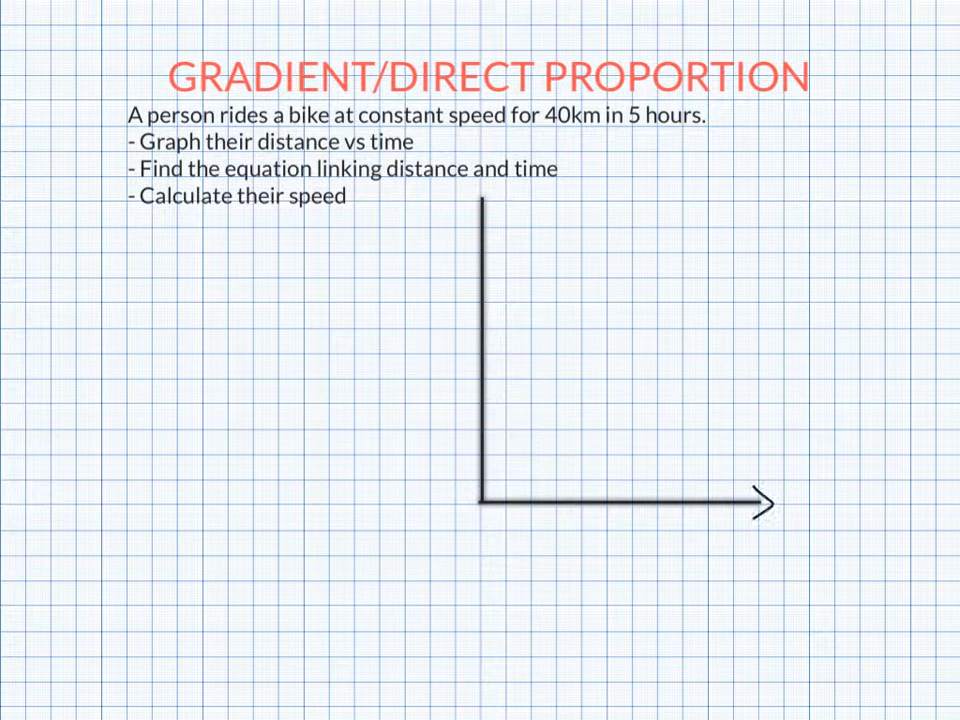 GRADIENT/DIRECT PROPORTION
A person rides a bike at constant speed for 40km in 5 hours.
- Graph their distance vs time
- Find the equation linking distance and time
- Calculate their speed